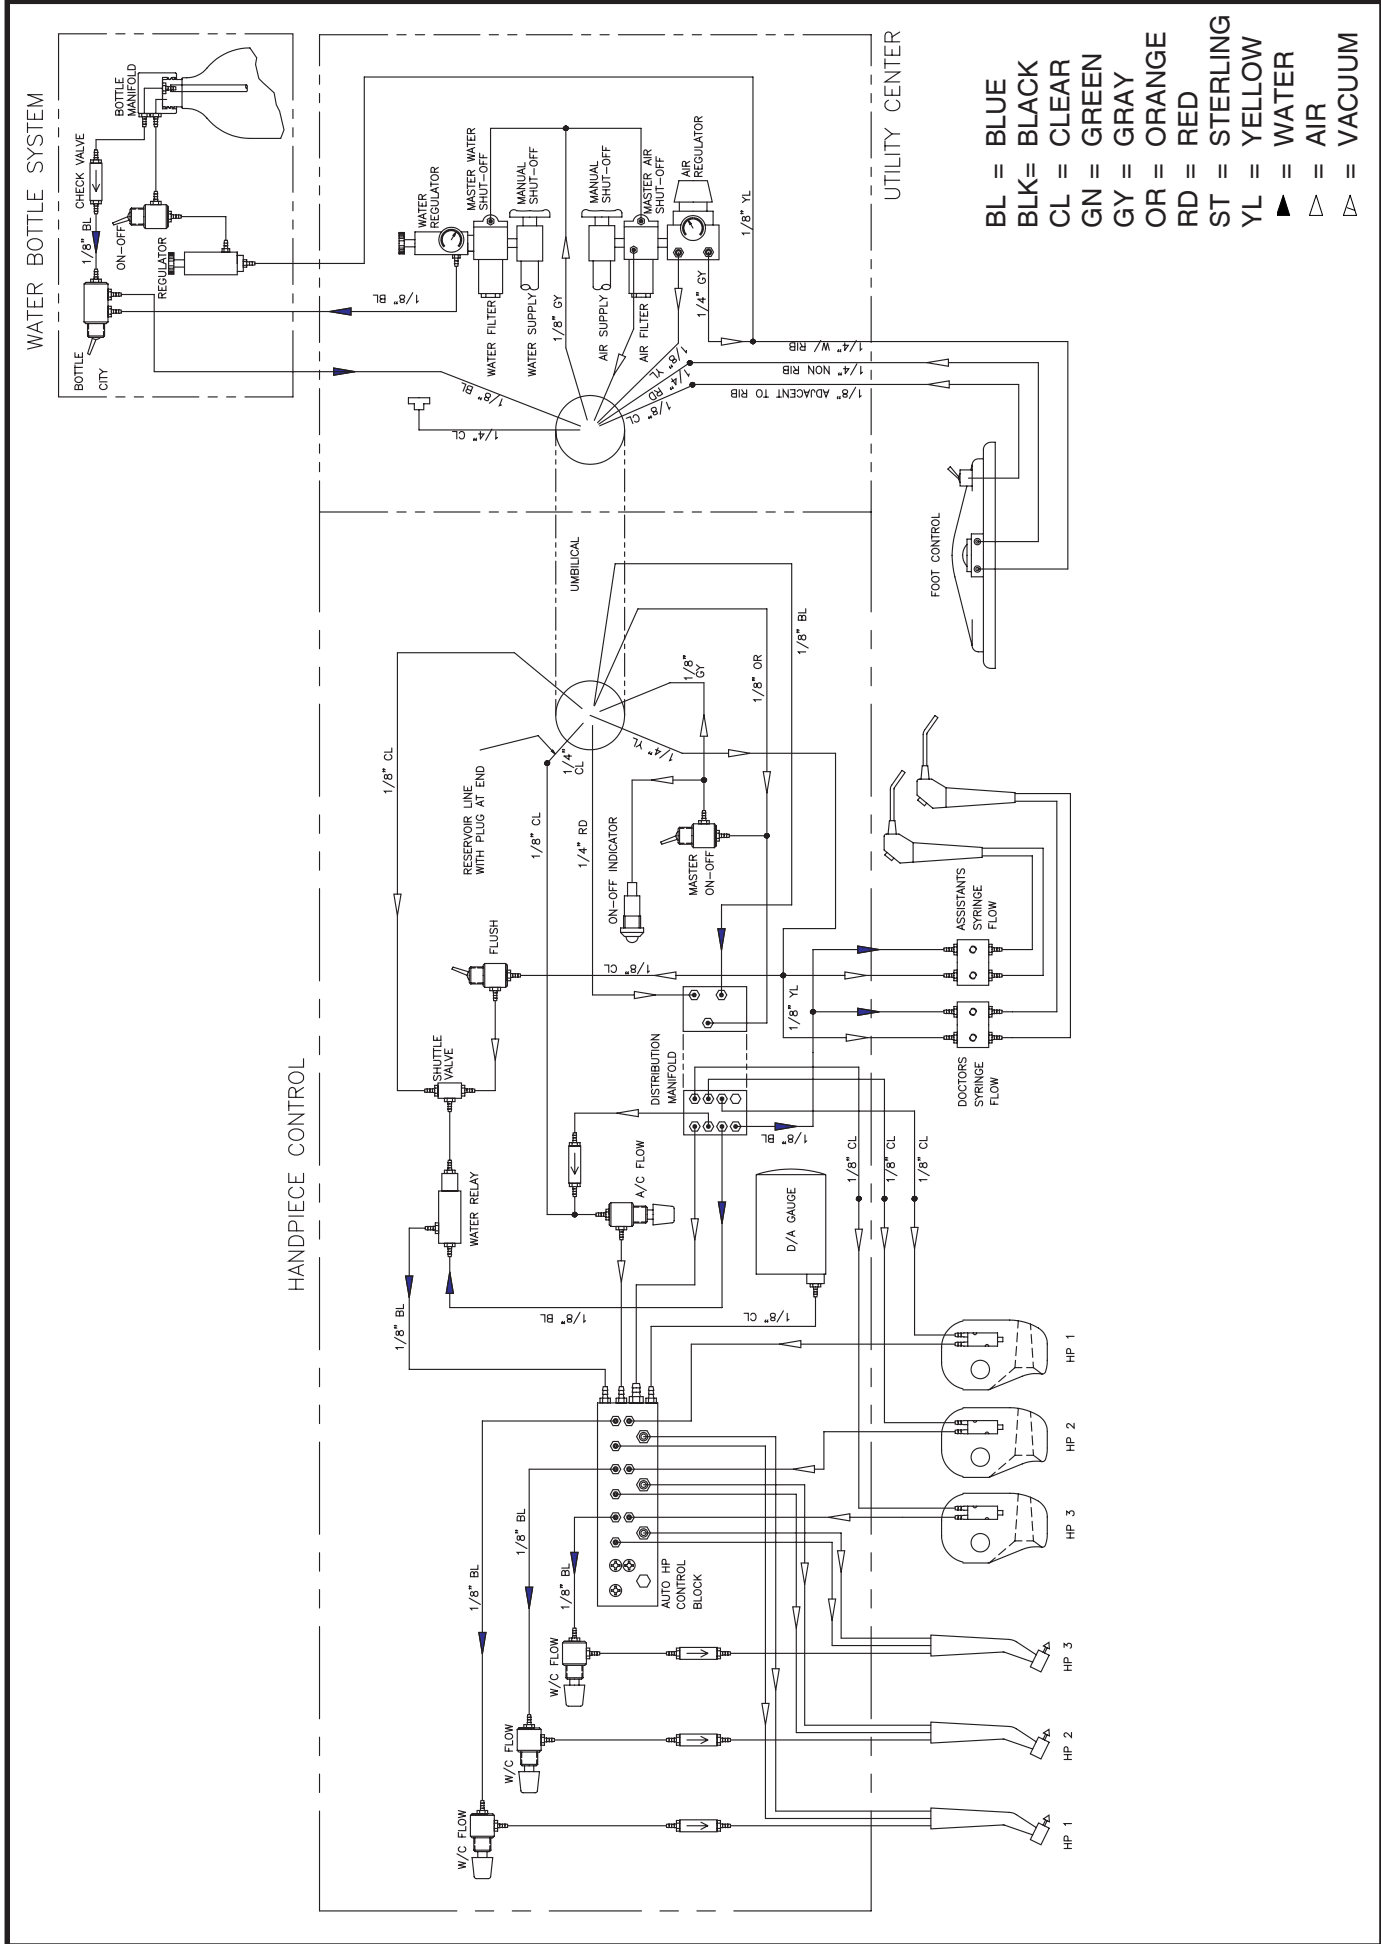 WATER BOTTLE SYSTEM
BOTTLE
MANIFOLD
CHECK VALVE
1/8" BL
ON-OFF
REGULATOR
BOTTLE
CITY
UTILITY CENTER
WATER
REGULATOR
MASTER WATER
SHUT-OFF
MANUAL
SHUT-OFF
MANUAL
SHUT-OFF
MASTER AIR
SHUT-OFF
AIR
REGULATOR
1/8" BL
WATER FILTER
WATER SUPPLY
1/8" GY
AIR SUPPLY
AIR FILTER
1/4" GY
1/8" YL
1/8" BL
1/4" CL
1/8" YL
1/4" RD
1/8" CL
1/4" W/ RIB
1/4" NON RIB
1/8" ADJACENT TO RIB
FOOT CONTROL
UMBILICAL
HANDPIECE CONTROL
1/8" CL
RESERVOIR LINE
WITH PLUG AT END
1/4"
CL
1/8" CL
1/4" RD
1/4" YL
1/8"
GY
1/8" OR
1/8" BL
ON-OFF INDICATOR
MASTER
ON-OFF
FLUSH
1/8" CL
1/8" YL
SHUTTLE
VALVE
WATER RELAY
DISTRIBUTION
MANIFOLD
A/C FLOW
1/8" BL
D/A GAUGE
ASSISTANTS
SYRINGE
FLOW
DOCTORS
SYRINGE
FLOW
1/8" CL
1/8" CL
1/8" CL
1/8" BL
1/8" BL
1/8" CL
1/8" BL
1/8" BL
1/8" BL
AUTO HP
CONTROL
BLOCK
W/C FLOW
W/C FLOW
W/C FLOW
HP 1
HP 2
HP 3
HP 3
HP 2
HP 1
BL = BLUE
BLK= BLACK
CL = CLEAR
GN = GREEN
GY = GRAY
OR = ORANGE
RD = RED
ST = STERLING
YL = YELLOW
= WATER
= AIR
= VACUUM